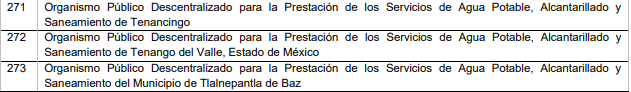 271 Organismo Público Descentralizado para la Prestación de los Servicios de Agua Potable, Alcantarillado y
Saneamiento de Tenancingo
272 Organismo Público Descentralizado para la Prestación de los Servicios de Agua Potable, Alcantarillado y
Saneamiento de Tenango del Valle, Estado de México
273 Organismo Público Descentralizado para la Prestación de los Servicios de Agua Potable, Alcantarillado y
Saneamiento del Municipio de Tlalnepantla de Baz